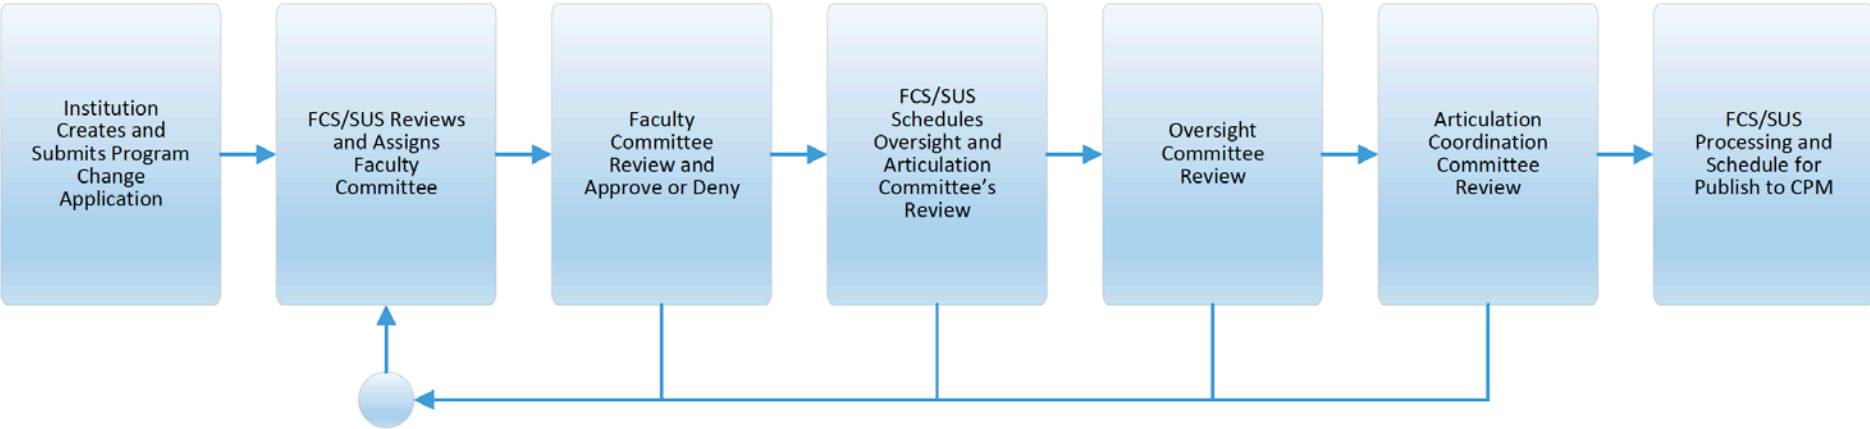 Institution
Creates and
Submits Program
Change
Application
FCS/SUS Reviews
and Assigns
Faculty
Committee
Faculty
Committee
Review and
Approve or Deny
FCS/SUS
Schedules
Oversight and
Articulation
Committee’s
Review
Oversight
Committee
Review
Articulation
Coordination
Committee
Review
FCS/SUS
Processing and
Schedule for
Publish to CPM